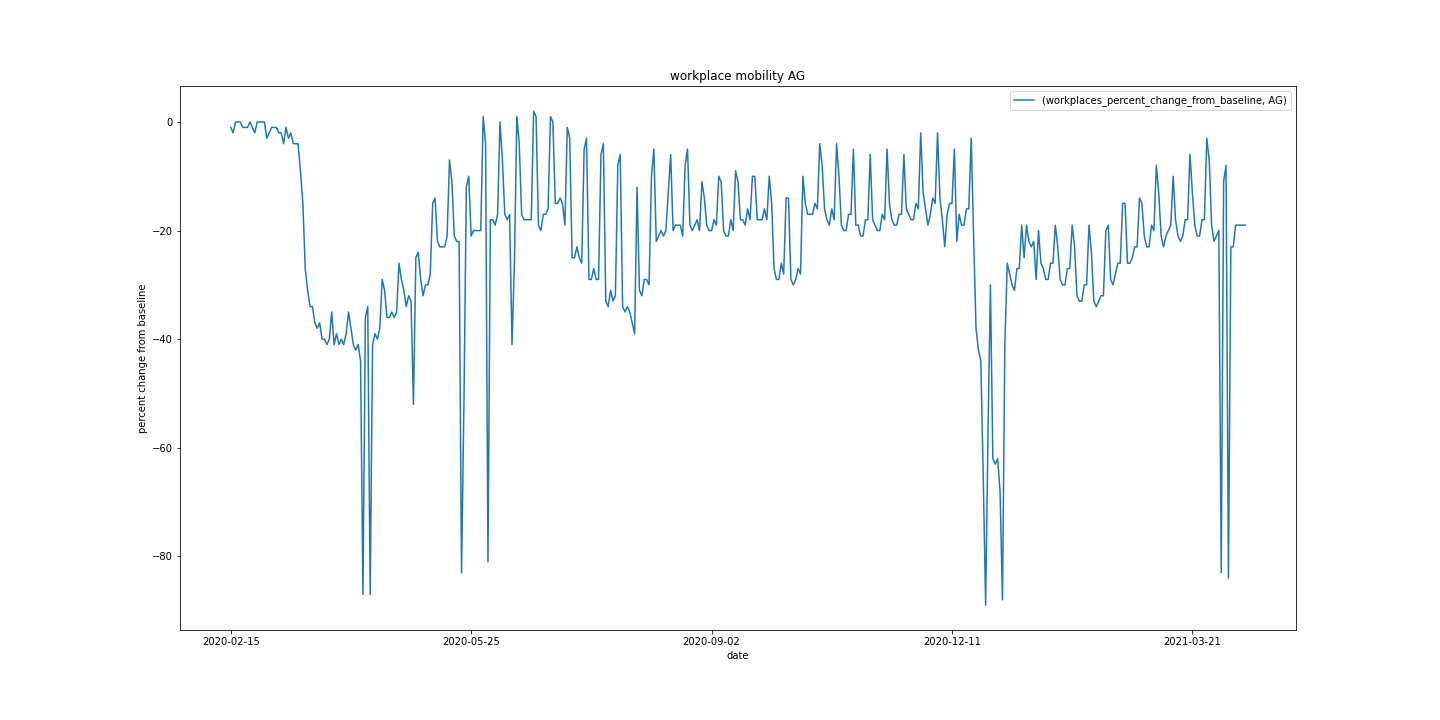 workplace mobility AG
(workplaces_percent_change_from_baseline, AG)
percent change from baseline
0
−20
−40
−60
−80
2020-02-15
2020-05-25
2020-09-02
2020-12-11
2021-03-21
date